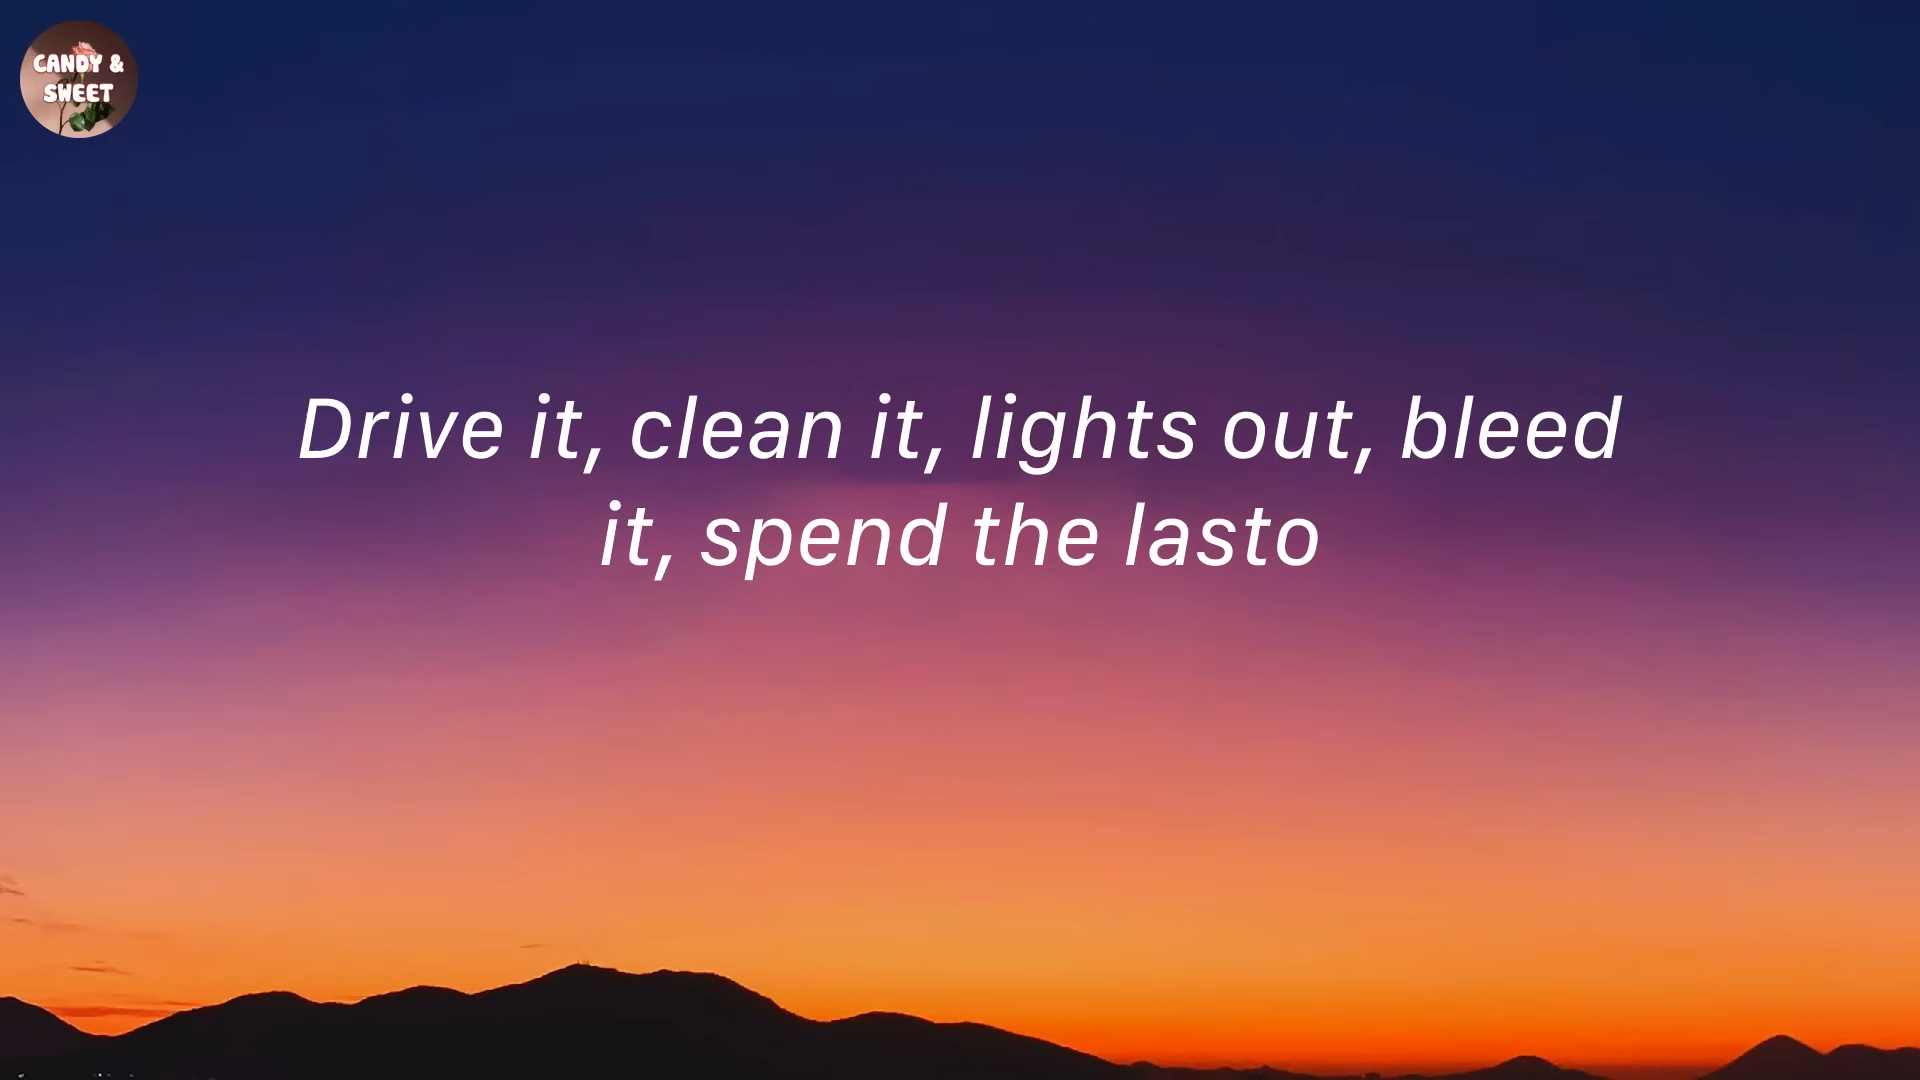 CANDY &
SWEET
Drive it, clean it, lights out, bleed
it, spend the lasto